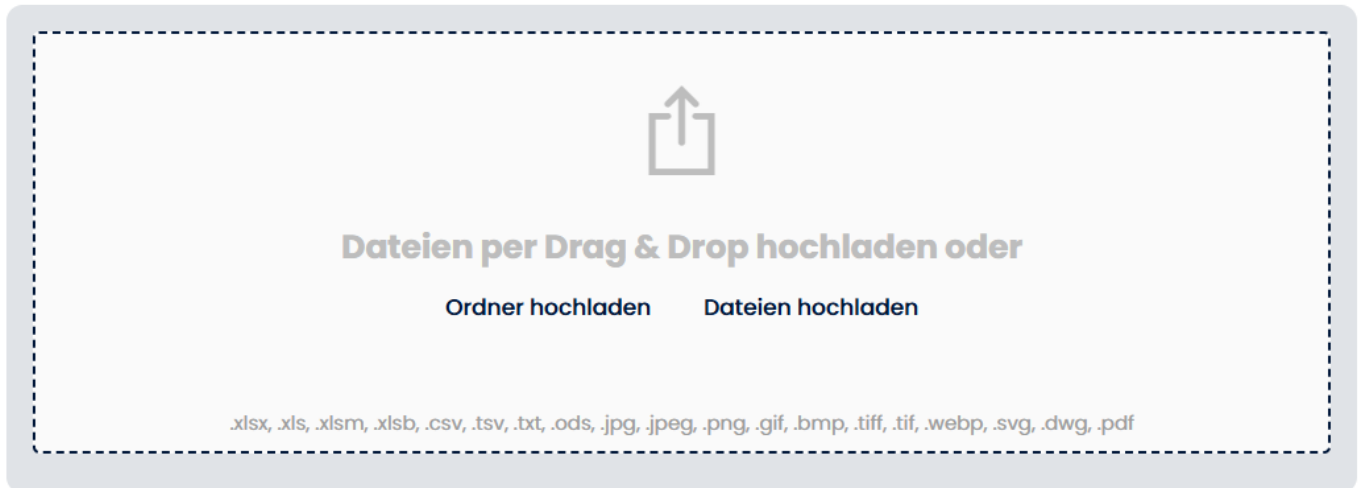 Dateien per Drag & Drop hochladen oder
Ordner hochladen Dateien hochladen
.xlsx, .xls, .xlsm, .xlsb, .csv, .tsv, .txt, .ods, .jpg, .jpeg, .png, .gif, .bmp, .tiff, .tif, .webp, .svg, .dwg, .pdf